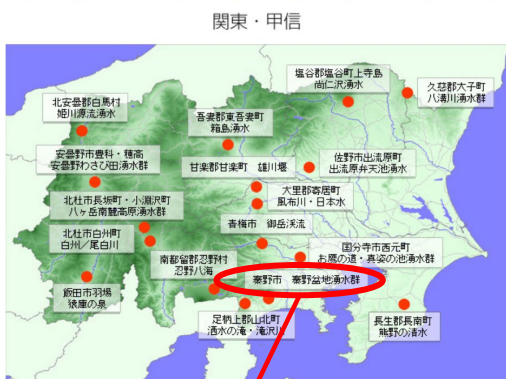 関東・甲信
塩谷郡塩谷町上寺島
尚仁沢湧水
久慈郡大子町
八溝川湧水群
北安曇郡白馬村
姫川源流湧水
吾妻郡東吾妻町
箱島湧水
安曇野市豊科・穂高
安曇野わさび田湧水群
甘楽郡甘楽町 雄川堰
佐野市出流原町
出流原弁天池湧水
北杜市長坂町・小淵沢町
八ヶ岳南麓高原湧水群
大里郡寄居町
風布川・日本水
北杜市白州町
白州／尾白川
青梅市 御岳渓流
国分寺市西元町
お鷹の道・真姿の池湧水群
南都留郡忍野村
忍野八海
飯田市羽場
猿庫の泉
秦野市 秦野盆地湧水群
足柄上郡山北町
洒水の滝・滝沢川
長生郡長南町
熊野の清水